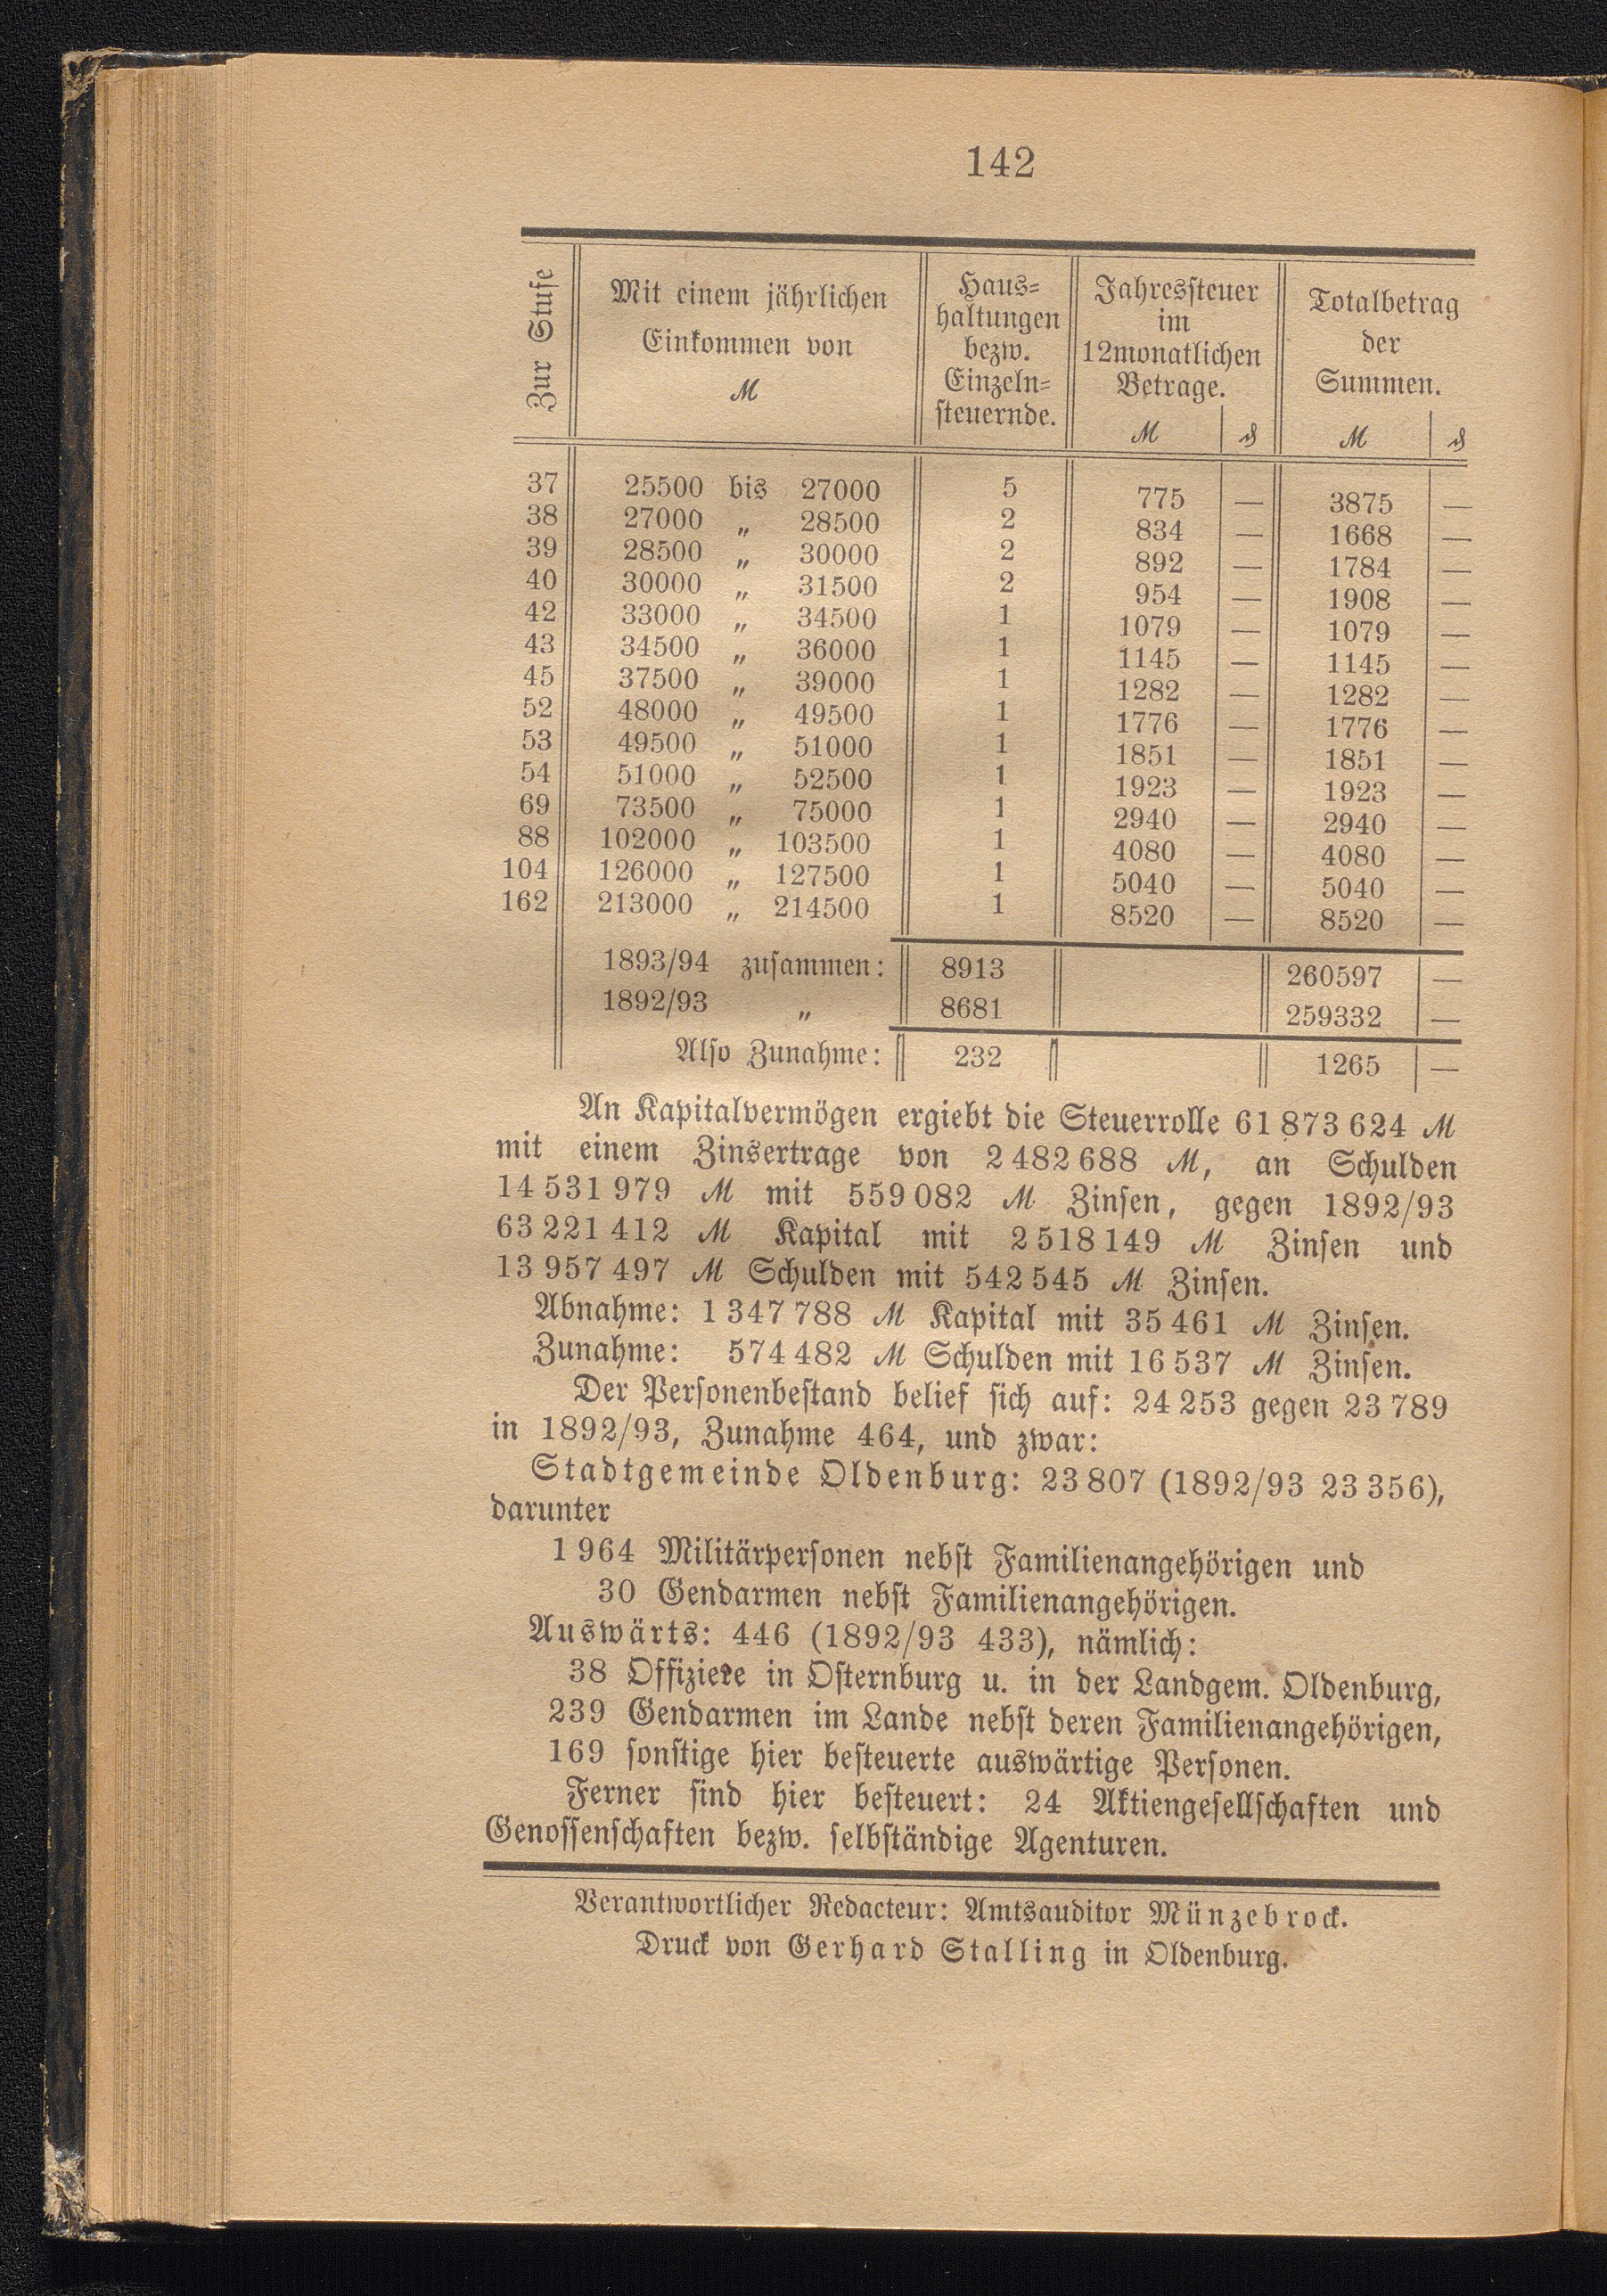 142
Zur Stufe
Mit einem jährlichen
Einkommen von
ℳ
Haus-
haltungen
bezw.
Einzeln-
steuernde.
Jahressteuer
im
12monatlichen
Betrage.
ℳ ₰
Totalbetrag
der
Summen.
ℳ ₰
37 25500 bis 27000 5 775 — 3875 —
38 27000 „ 28500 2 834 — 1668 —
39 28500 „ 30000 2 892 — 1784 —
40 30000 „ 31500 2 954 — 1908 —
42 33000 „ 34500 1 1079 — 1079 —
43 34500 „ 36000 1 1145 — 1145 —
45 37500 „ 39000 1 1282 — 1282 —
52 48000 „ 49500 1 1776 — 1776 —
53 49500 „ 51000 1 1851 — 1851 —
54 51000 „ 52500 1 1923 — 1923 —
69 73500 „ 75000 1 2940 — 2940 —
88 102000 „ 103500 1 4080 — 4080 —
104 126000 „ 127500 1 5040 — 5040 —
162 213000 „ 214500 1 8520 — 8520 —
1893/94 zusammen: 8913 260597 —
1892/93 „ 8681 259332 —
Also Zunahme: 232 1265 —
An Kapitalvermögen ergiebt die Steuerrolle 61 873 624 ℳ
mit einem Zinsertrage von 2 482 688 ℳ, an Schulden
14 531 979 ℳ mit 559 082 ℳ Zinsen, gegen 1892/93
63 221 412 ℳ Kapital mit 2 518 149 ℳ Zinsen und
13 957 497 ℳ Schulden mit 542 545 ℳ Zinsen.
Abnahme: 1 347 788 ℳ Kapital mit 35 461 ℳ Zinsen.
Zunahme: 574 482 ℳ Schulden mit 16 537 ℳ Zinsen.
Der Personenbestand belief sich auf: 24 253 gegen 23 789
in 1892/93, Zunahme 464, und zwar:
Stadtgemeinde Oldenburg: 23 807 (1892/93 23 356),
darunter
1 964 Militärpersonen nebst Familienangehörigen und
30 Gendarmen nebst Familienangehörigen.
Auswärts: 446 (1892/93 433), nämlich:
38 Offiziere in Osternburg u. in der Landgem. Oldenburg,
239 Gendarmen im Lande nebst deren Familienangehörigen,
169 sonstige hier besteuerte auswärtige Personen.
Ferner sind hier besteuert: 24 Aktiengesellschaften und
Genossenschaften bezw. selbständige Agenturen.
Verantwortlicher Redacteur: Amtsauditor Münzebrock.
Druck von Gerhard Stalling in Oldenburg.